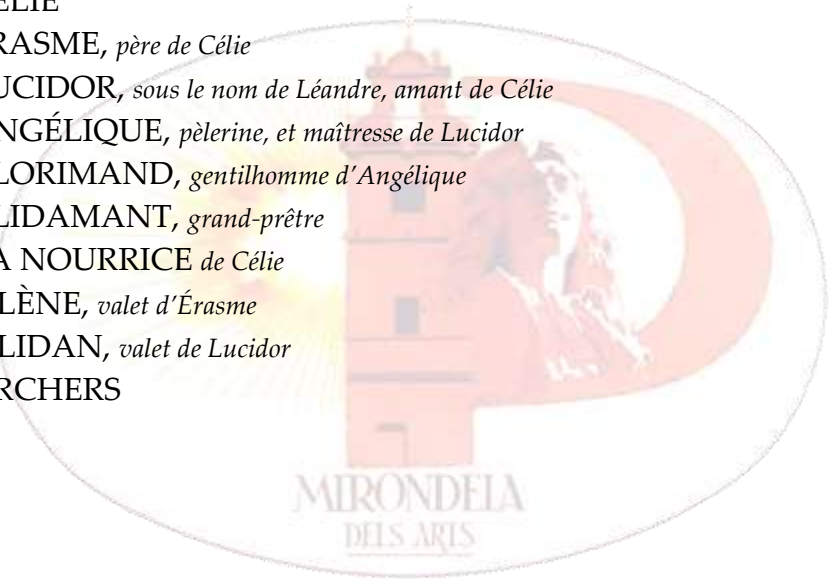 ELIE
RASME, père de Célie
UCIDOR, sous le nom de Léandre, amant de Célie
NGÉLIQUE, pèlerine, et maîtresse de Lucidor
LORIMAND, gentilhomme d'Angélique
LIDAMANT, grand-prêtre
A NOURRICE de Célie
LÈNE, valet d'Érasme
LIDAN, valet de Lucidor
RCHERS
MIRONDELA
DELS ARTS